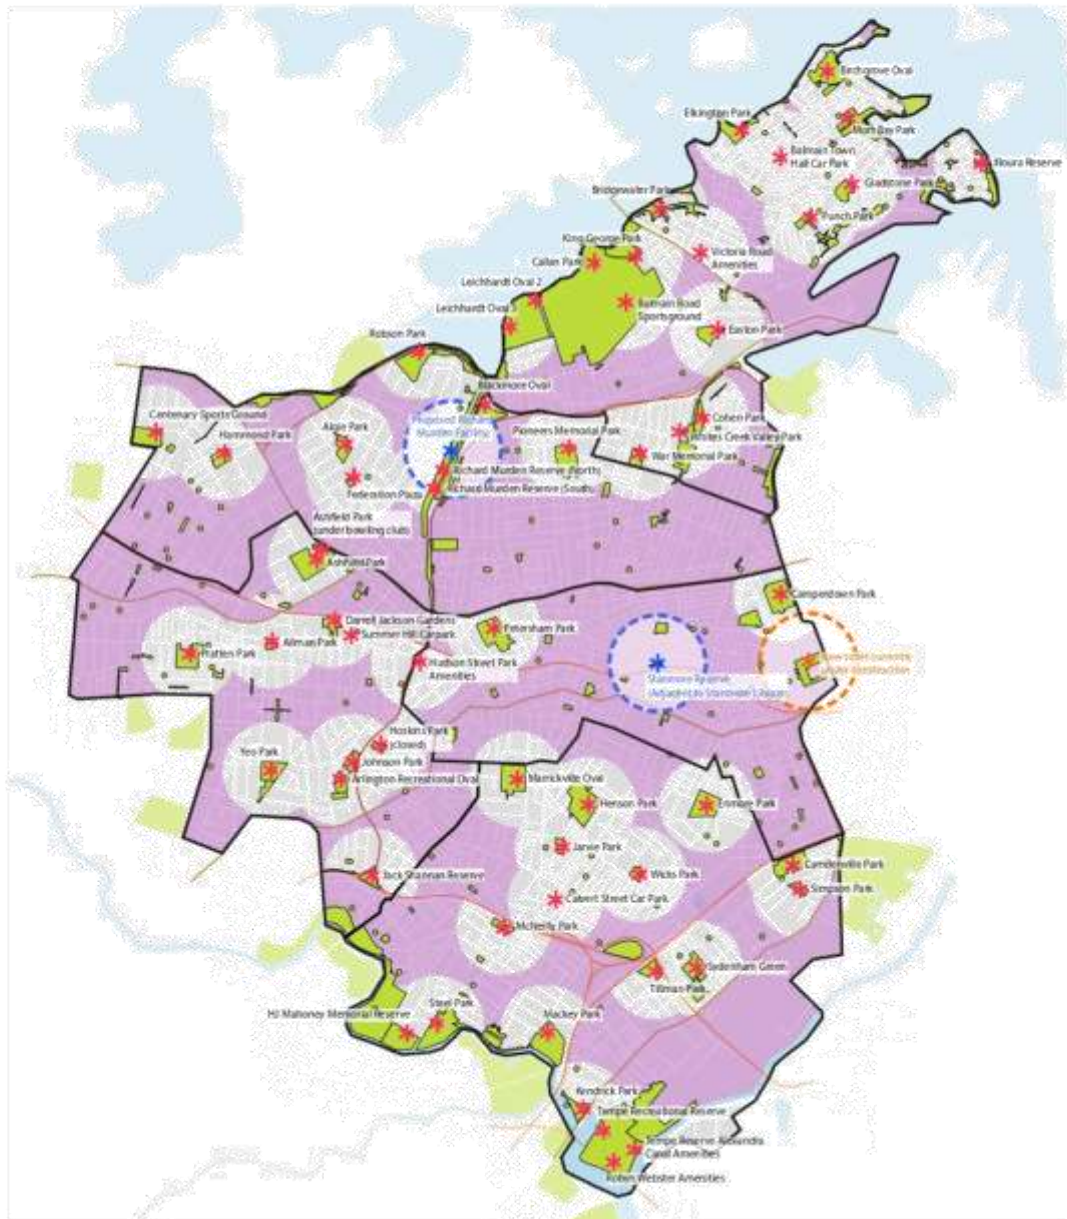 Birchgrove Oval
Elkington Park
Mort Bay Park
Balmain Town
Hall Car Park
Illoura Reserve
Gladstone Park
Bridgewater Park
Punch Park
King George Park
Callan Park
Victoria Road
Amenities
Leichhardt Oval 2
Leichhardt Oval 3
Balmain Road
Sportsground
Easton Park
Robson Park
Blackmore Oval
Centenary Sports Ground
Hammond Park
Algie Park
Pioneers Memorial Park
Cohen Park
Whites Creek Valley Park
War Memorial Park
Richard Murden Reserve (North)
Richard Murden Reserve (South)
Federation Plaza
Ashfield Park
(under bowling club)
Ashfield Park
Camperdown Park
Darrell Jackson Gardens
Summer Hill Carpark
Allman Park
Petersham Park
Pratten Park
Hudson Street Park
Amenities
Stanmore Reserve
Hoskins Park
(closed)
Yeo Park
Johnson Park
Arlington Recreational Oval
Marrickville Oval
Henson Park
Enmore Park
Jarvie Park
Jack Shanahan Reserve
Wicks Park
Camdenville Park
Simpson Park
Calvert Street Car Park
McNeilly Park
Sydenham Green
Tillman Park
Steel Park
HJ Mahoney Memorial Reserve
Mackey Park
Kendrick Park
Tempe Recreational Reserve
Tempe Reserve Alexandra
Canal Amenities
Robyn Webster Amenities